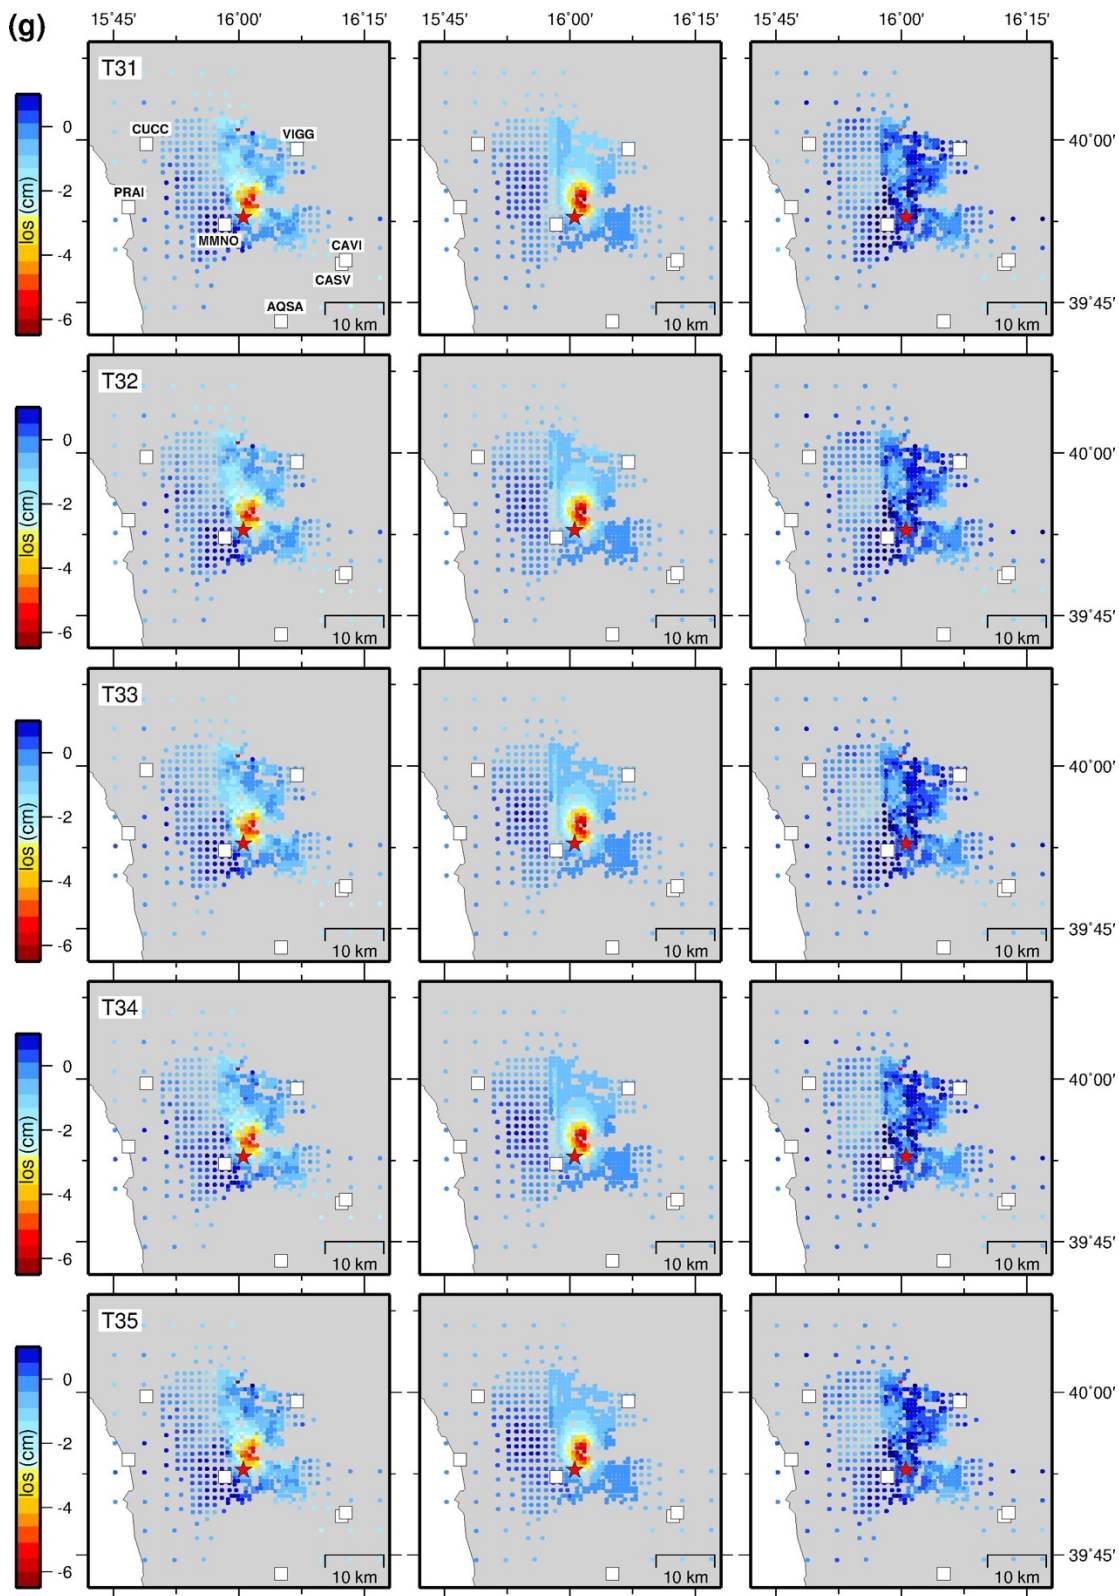 (g)
15°45' 16°00' 16°15' 15°45' 16°00' 16°15' 15°45' 16°00' 16°15'
T31
0
-2
-4
-6
los (cm)
CUCC
VIGG
PRAI
MMNO
CAVI
CASV
AQSA
10 km
10 km
10 km
40°00'
39°45'
T32
0
-2
-4
-6
los (cm)
10 km
10 km
10 km
40°00'
39°45'
T33
0
-2
-4
-6
los (cm)
10 km
10 km
10 km
40°00'
39°45'
T34
0
-2
-4
-6
los (cm)
10 km
10 km
10 km
40°00'
39°45'
T35
0
-2
-4
-6
los (cm)
10 km
10 km
10 km
40°00'
39°45'